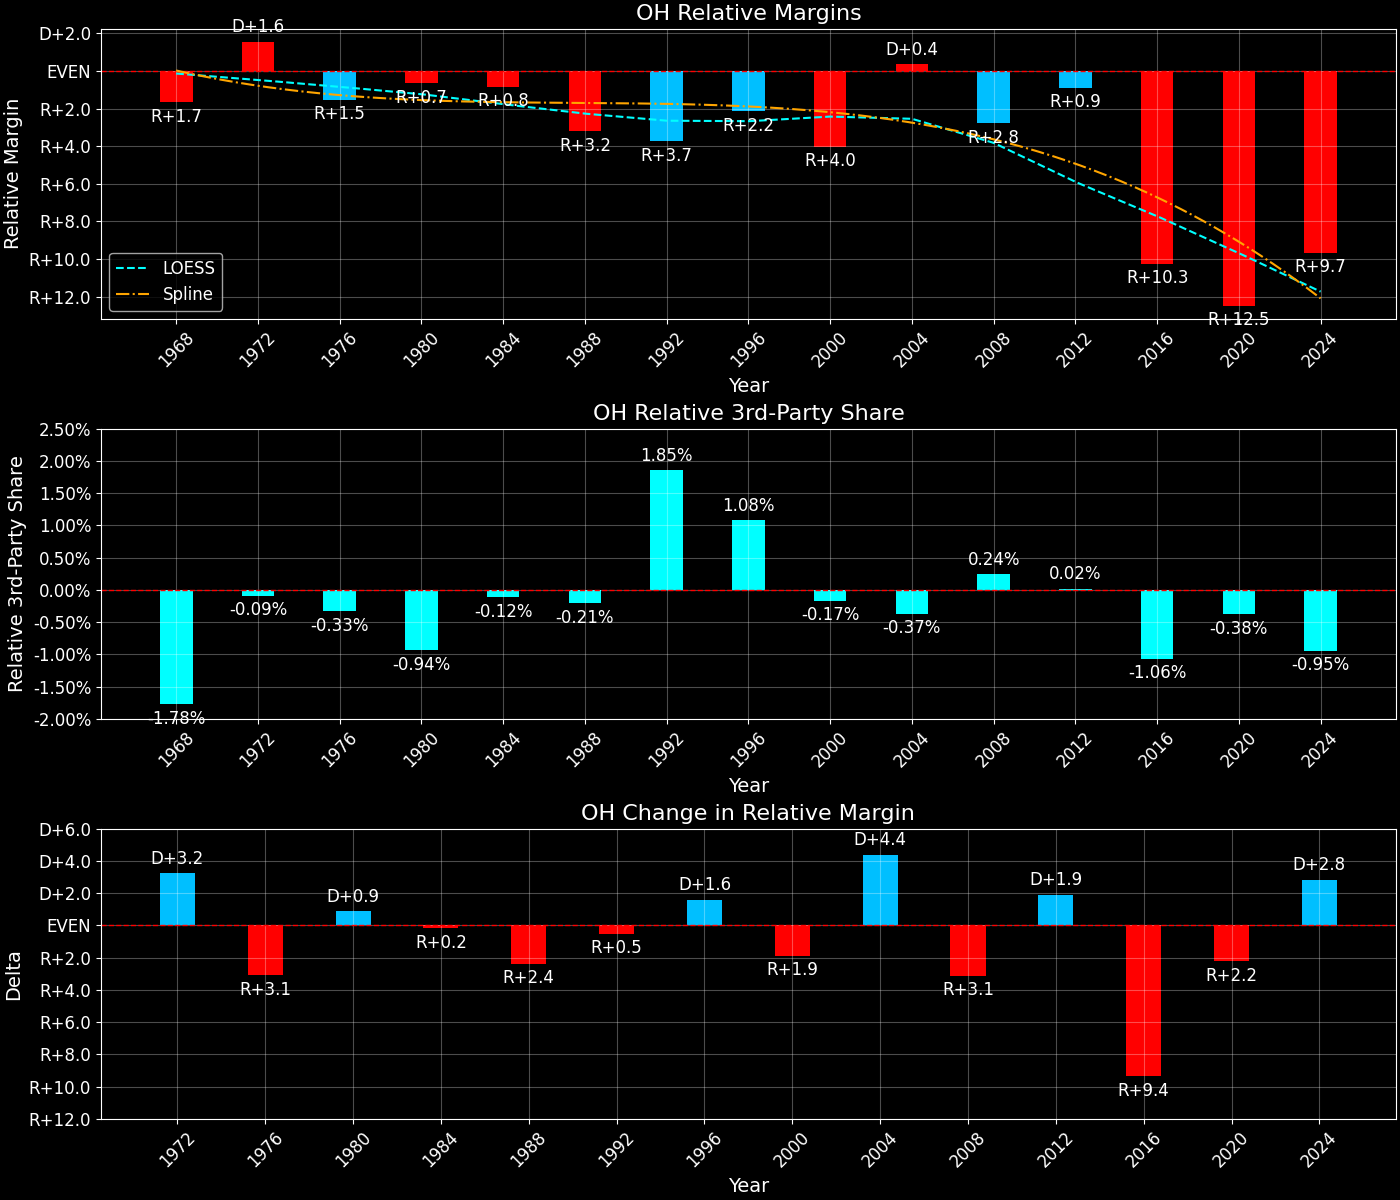 OH Relative Margins
Relative Margin
D+2.0
EVEN
R+2.0
R+4.0
R+6.0
R+8.0
R+10.0
R+12.0
R+1.7
D+1.6
R+1.5
R+0.7
R+0.8
R+3.2
R+3.7
R+2.2
R+4.0
D+0.4
R+2.8
R+0.9
R+10.3
R+12.5
R+9.7
LOESS
Spline
1968 1972 1976 1980 1984 1988 1992 1996 2000 2004 2008 2012 2016 2020 2024
Year
OH Relative 3rd-Party Share
Relative 3rd-Party Share
2.50%
2.00%
1.50%
1.00%
0.50%
0.00%
-0.50%
-1.00%
-1.50%
-2.00%
-1.78%
-0.09%
-0.33%
-0.94%
-0.12%
-0.21%
1.85%
1.08%
-0.17%
-0.37%
0.24%
0.02%
-1.06%
-0.38%
-0.95%
1968 1972 1976 1980 1984 1988 1992 1996 2000 2004 2008 2012 2016 2020 2024
Year
OH Change in Relative Margin
Delta
D+6.0
D+4.0
D+2.0
EVEN
R+2.0
R+4.0
R+6.0
R+8.0
R+10.0
R+12.0
D+3.2
R+3.1
D+0.9
R+0.2
R+2.4
R+0.5
D+1.6
R+1.9
D+4.4
R+3.1
D+1.9
R+9.4
R+2.2
D+2.8
1972 1976 1980 1984 1988 1992 1996 2000 2004 2008 2012 2016 2020 2024
Year